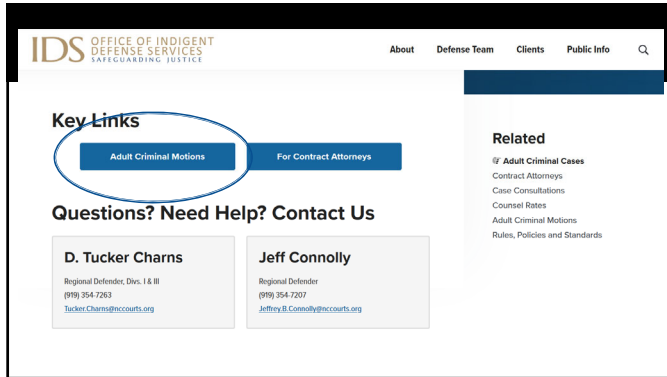 IDS OFFICE OF INDIGENT
DEFENSE SERVICES
SAFEGUARDING JUSTICE
About Defense Team Clients Public Info
Key Links
Adult Criminal Motions For Contract Attorneys
Questions? Need Help? Contact Us
D. Tucker Charns
Regional Defender, Divs. I & III
(919) 354-7263
Tucker.Charns@nccourts.org
Jeff Connolly
Regional Defender
(919) 354-7207
Jeffrey.B.Connolly@nccourts.org
Related
Adult Criminal Cases
Contract Attorneys
Case Consultations
Counsel Rates
Adult Criminal Motions
Rules, Policies and Standards